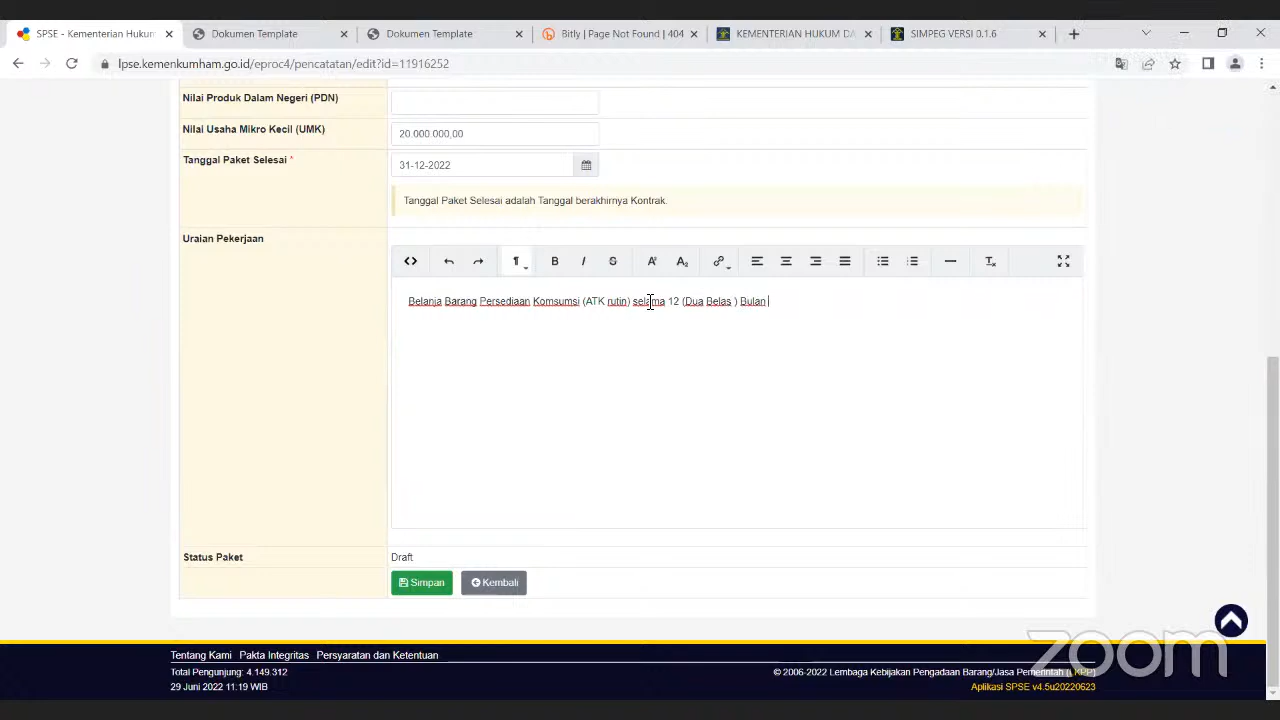 SPSE - Kementerian Hukum
Dokumen Template
Dokumen Template
Bitly | Page Not Found | 404
KEMENTERIAN HUKUM DA
SIMPEG VERSI 0.1.6
lpse.kemenkumham.go.id/eproc4/pencatatan/edit?id=11916252
Nilai Produk Dalam Negeri (PDN)
Nilai Usaha Mikro Kecil (UMK)
20.000.000,00
Tanggal Paket Selesai *
31-12-2022
Tanggal Paket Selesai adalah Tanggal berakhirnya Kontrak.
Uraian Pekerjaan
Belanja Barang Persediaan Komsumsi (ATK rutin) selama 12 (Dua Belas ) Bulan
Status Paket
Draft
Simpan
Kembali
Tentang Kami Pakta Integritas Persyaratan dan Ketentuan
Total Pengunjung: 4.149.312
29 Juni 2022 11:19 WIB
© 2006-2022 Lembaga Kebijakan Pengadaan Barang/Jasa Pemerintah (LKPP)
Aplikasi SPSE v4.5u20220623
zoom